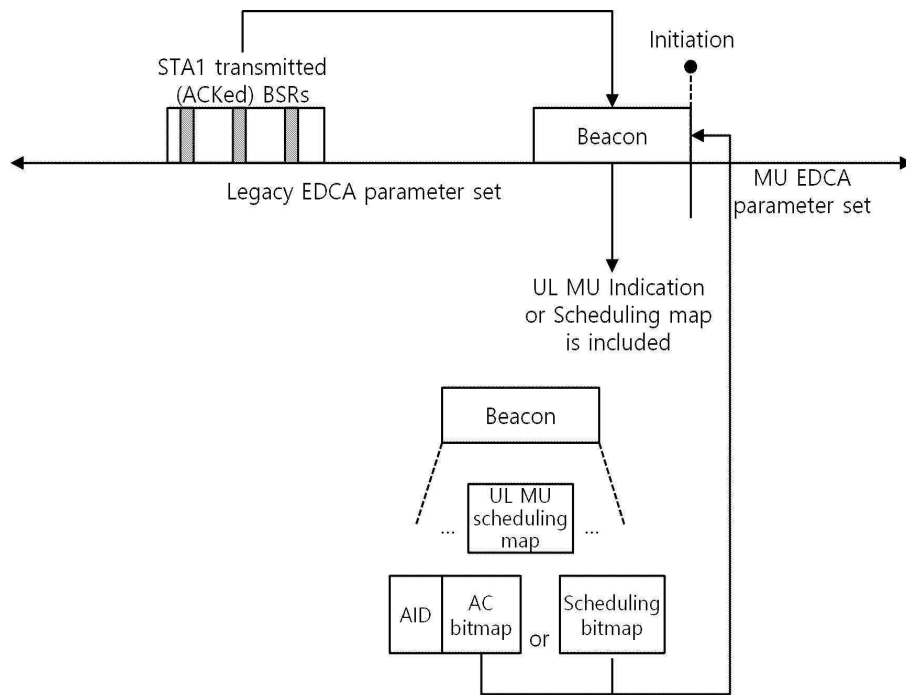 Initiation
STA1 transmitted
(ACKed) BSRs
Beacon
Legacy EDCA parameter set
MU EDCA
parameter set
UL MU Indication
or Scheduling map
is included
Beacon
... UL MU ...
scheduling
map
AID
AC
bitmap
or
Scheduling
bitmap